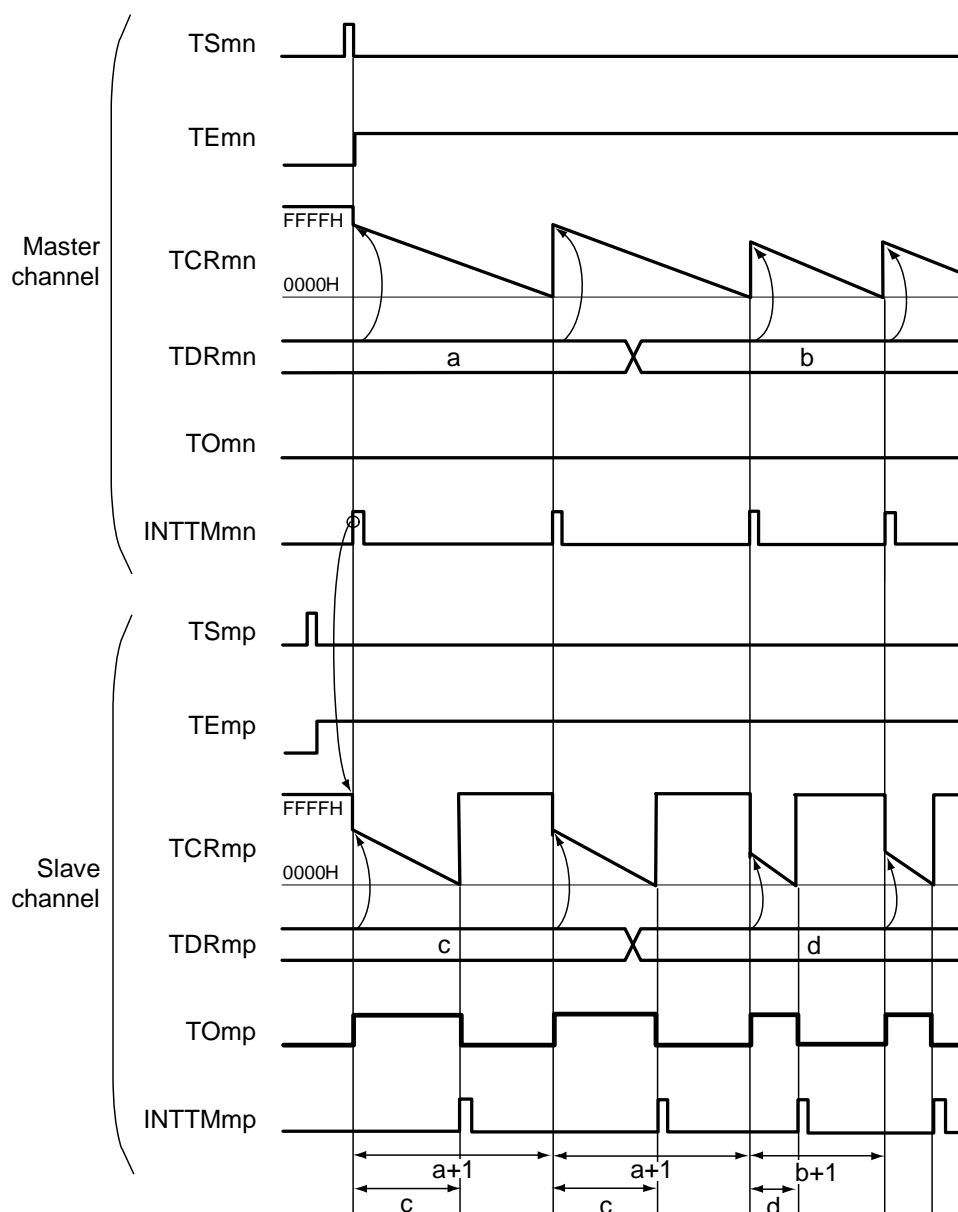 TSmn
TEmn
FFFFH
Master
channel
TCRmn
0000H
TDRmn
a
b
TOmn
INTTMmn
TSmp
TEmp
FFFFH
Slave
channel
TCRmp
0000H
TDRmp
c
d
TOmp
INTTMmp
a+1
a+1
b+1
c
c
d